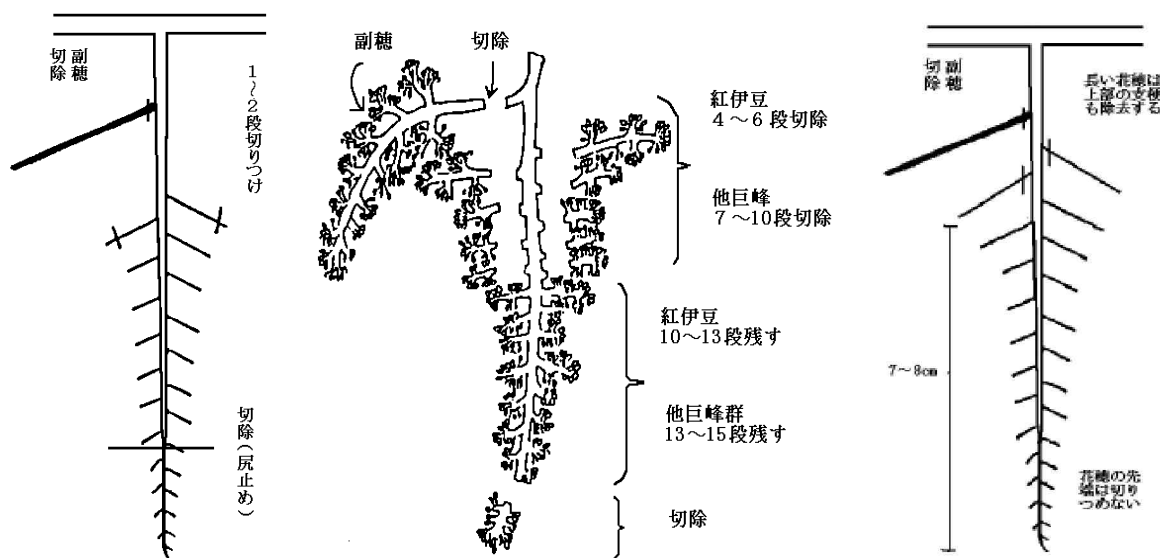 副穂
切除
1～2段切りつけ
切除（尻止め）
副穂
切除
紅伊豆
4～6段切除
他巨峰
7～10段切除
紅伊豆
10～13段残す
他巨峰群
13～15段残す
切除
副穂
切除
長い花穂は
上部の支梗
も除去する
7～8cm
花穂の先
端は切り
つめない